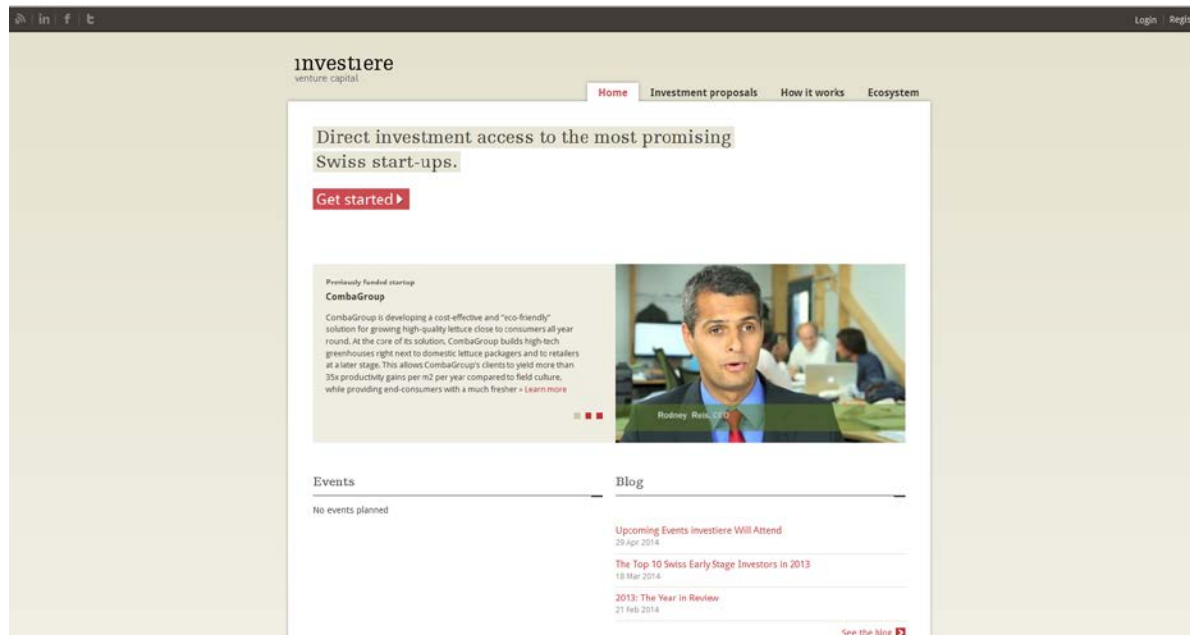 in f t
Login Regis
investiere
venture capital
Home Investment proposals How it works Ecosystem
Direct investment access to the most promising
Swiss start-ups.
Get started
Previously funded startup
CombaGroup
CombaGroup is developing a cost-effective and "eco-friendly"
solution for growing high-quality lettuce close to consumers all year
round. At the core of its solution, CombaGroup builds high-tech
greenhouses right next to domestic lettuce packagers and to retailers
at a later stage. This allows CombaGroup's clients to yield more than
35x productivity gains per m2 per year compared to field culture,
while providing end-consumers with a much fresher » Learn more
Rodney Reis, CEO
Events
No events planned
Blog
Upcoming Events investiere Will Attend
29 Apr 2014
The Top 10 Swiss Early Stage Investors in 2013
18 Mar 2014
2013: The Year in Review
21 Feb 2014
See the blog